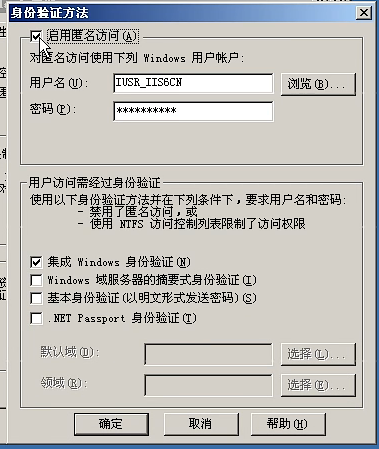 身份验证方法
启用匿名访问(A)
对匿名访问使用下列 Windows 用户帐户:
用户名(U): IUSR_IIS6CN 浏览(B)...
密码(P): **********
用户访问需经过身份验证
使用以下身份验证方法并在下列条件下，要求用户名和密码:
- 禁用了匿名访问，或
- 使用 NTFS 访问控制列表限制了访问权限
集成 Windows 身份验证(N)
Windows 域服务器的摘要式身份验证(I)
基本身份验证(以明文形式发送密码)(S)
.NET Passport 身份验证(T)
默认域(D): 选择(L)...
领域(R): 选择(E)...
确定 取消 帮助(H)